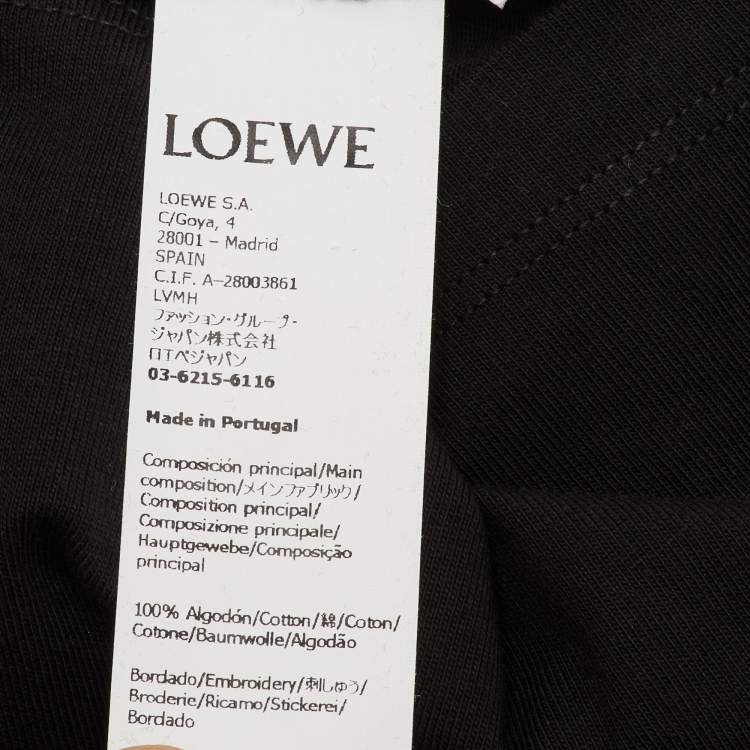 LOEWE
LOEWE S.A.
C/Goya, 4
28001 – Madrid
SPAIN
C.I.F. A–28003861
LVMH
ファッション・グループ・
ジャパン株式会社
ロエベジャパン
03-6215-6116
Made in Portugal
Composición principal/Main
composition/メインファブリック/
Composition principal/
Composizione principale/
Hauptgewebe/Composição
principal
100% Algodón/Cotton/綿/Coton/
Cotone/Baumwolle/Algodão
Bordado/Embroidery/刺しゅう/
Broderie/Ricamo/Stickerei/
Bordado